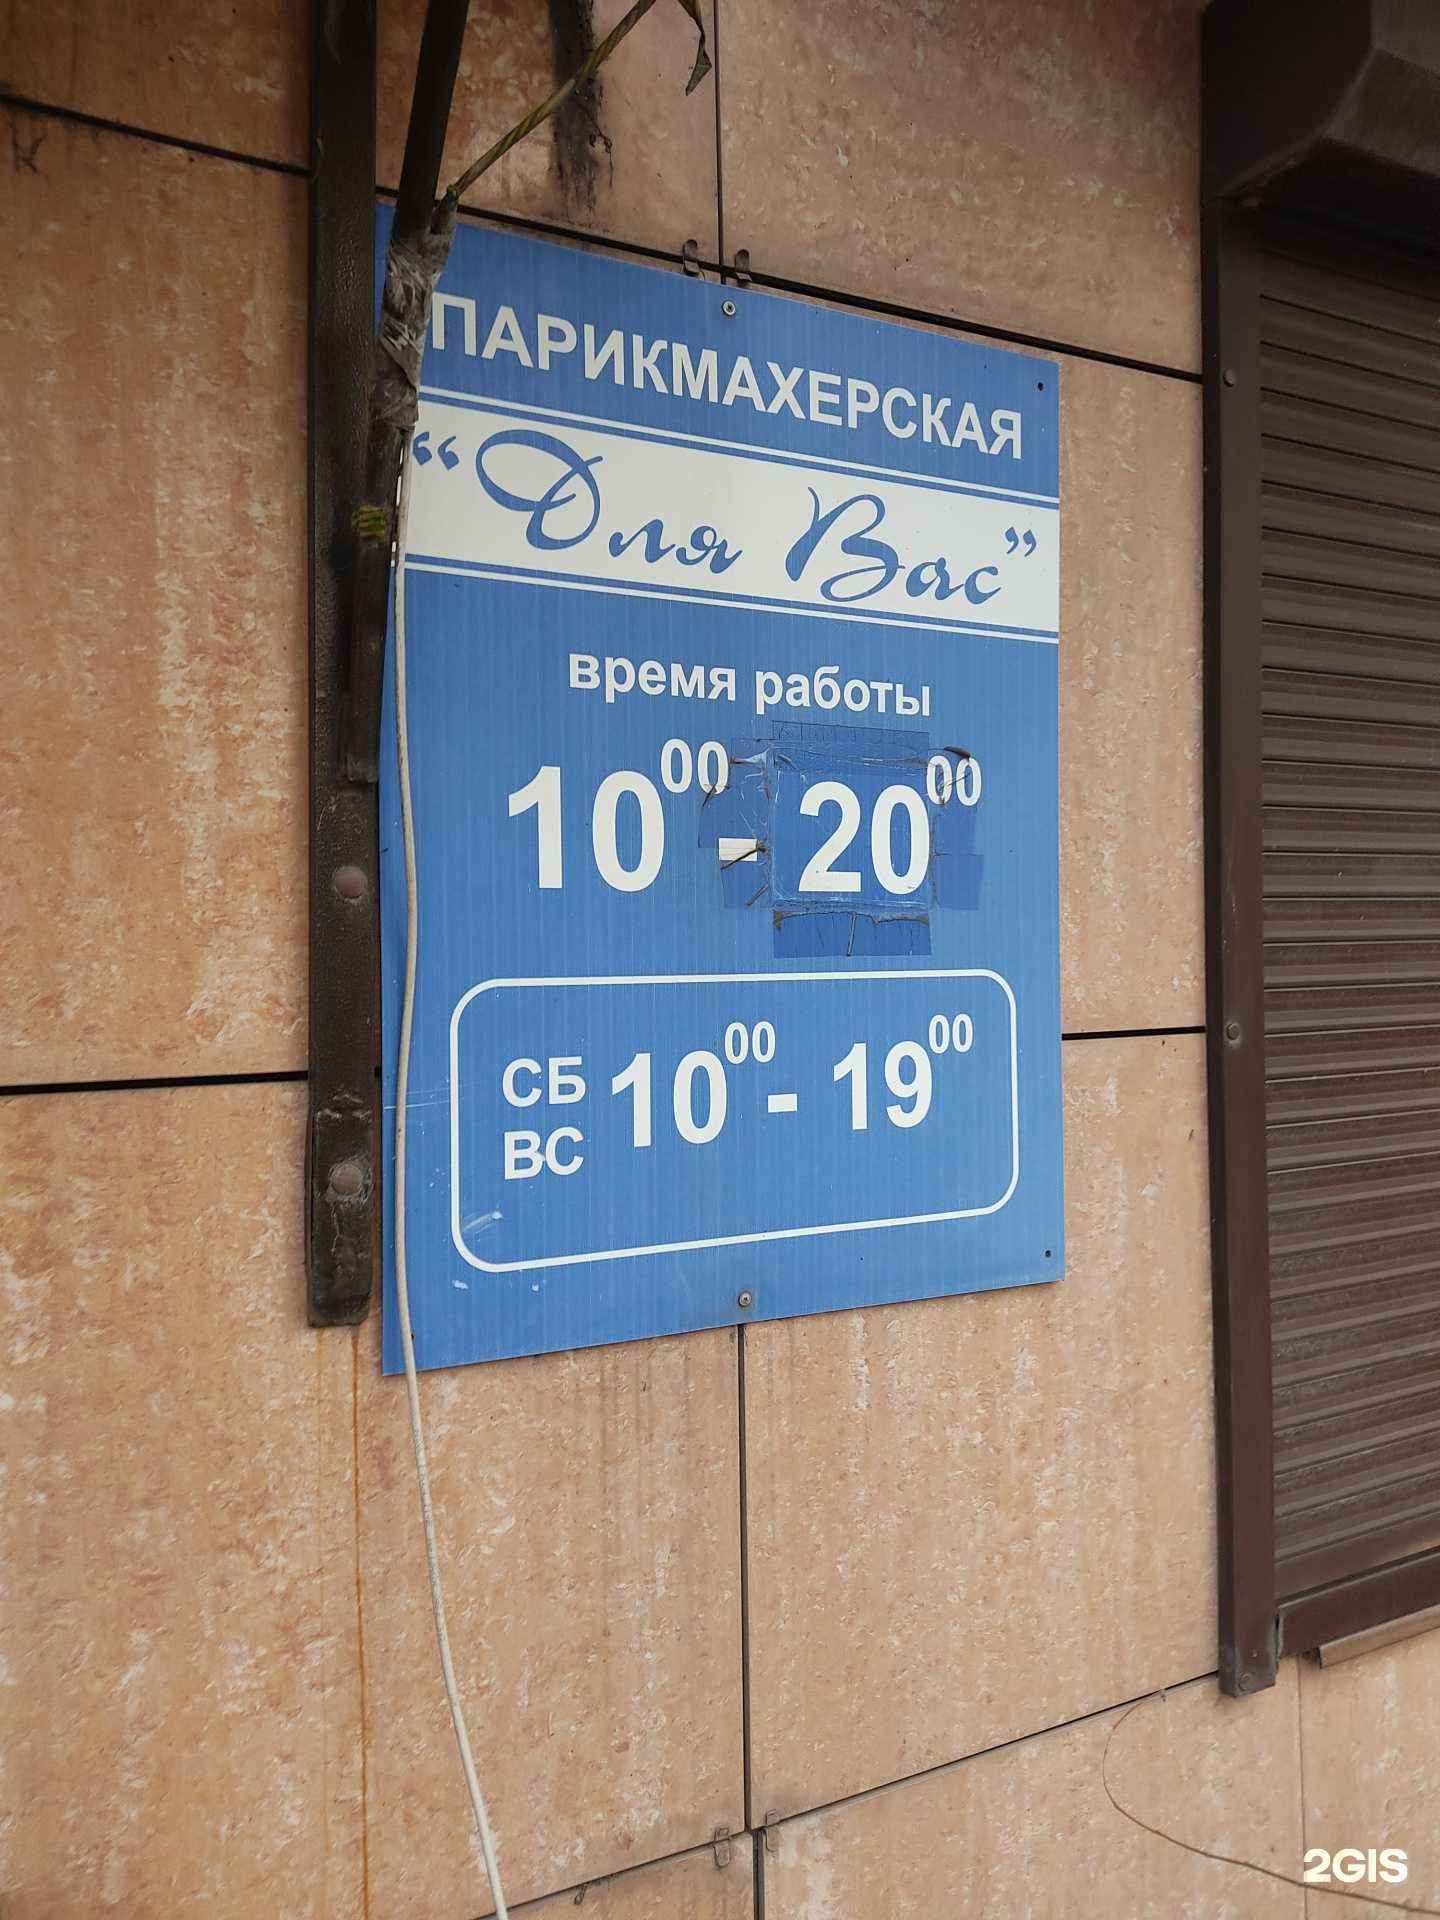 ПАРИКМАХЕРСКАЯ
“Для Вас”
время работы
10⁰⁰ - 20⁰⁰
СБ 10⁰⁰ - 19⁰⁰
ВС
2GIS